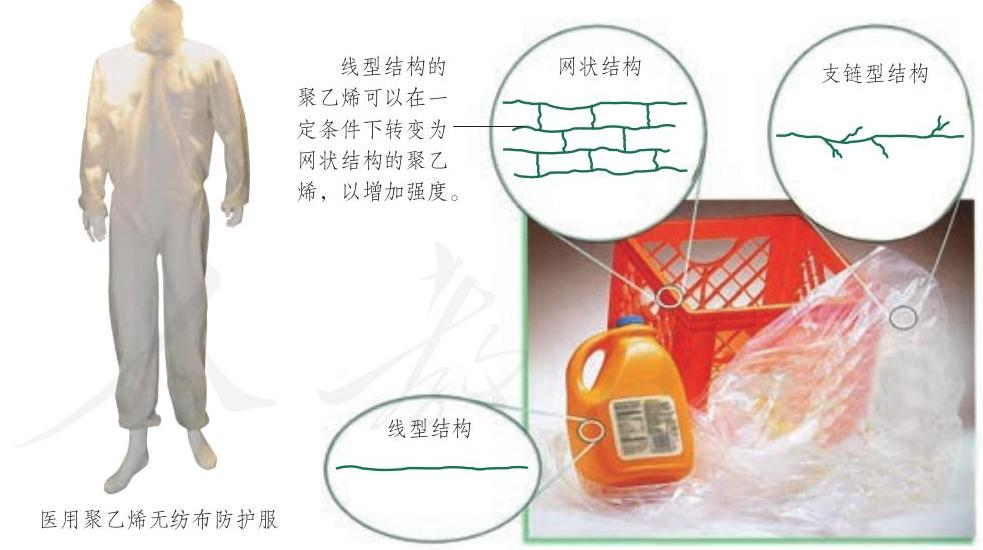 线型结构的
聚乙烯可以在一
定条件下转变为
网状结构的聚乙
烯，以增加强度。
网状结构
支链型结构
线型结构
医用聚乙烯无纺布防护服
人教